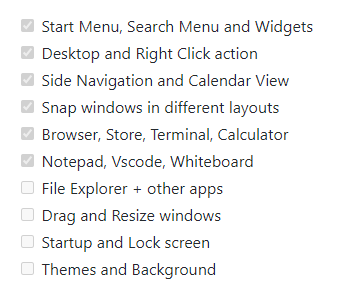 Start Menu, Search Menu and Widgets
Desktop and Right Click action
Side Navigation and Calendar View
Snap windows in different layouts
Browser, Store, Terminal, Calculator
Notepad, Vscode, Whiteboard
File Explorer + other apps
Drag and Resize windows
Startup and Lock screen
Themes and Background